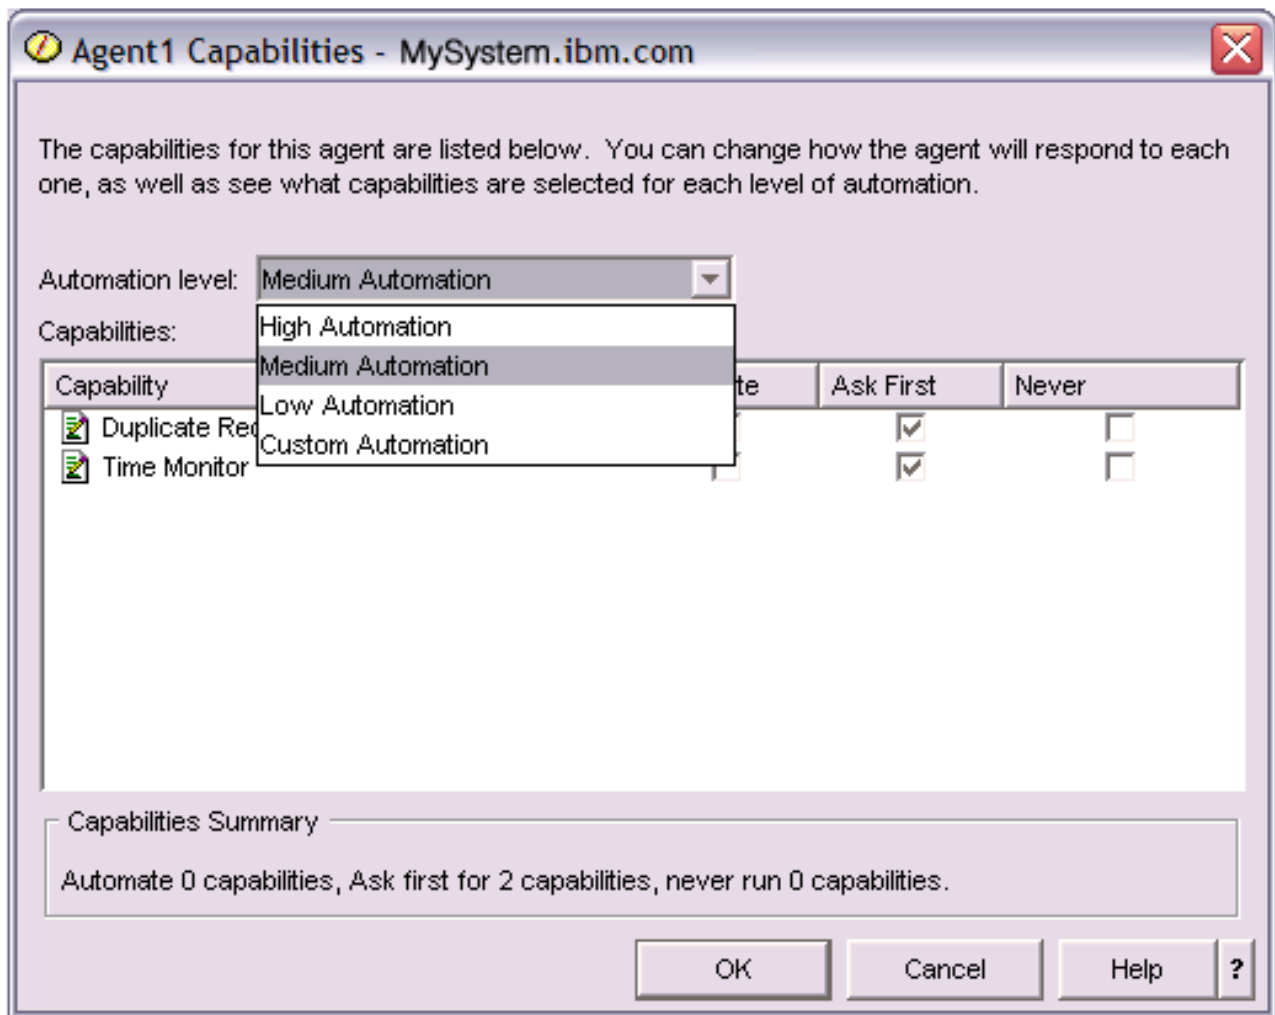 Agent1 Capabilities - MySystem.ibm.com
The capabilities for this agent are listed below. You can change how the agent will respond to each
one, as well as see what capabilities are selected for each level of automation.
Automation level: Medium Automation
High Automation
Medium Automation
Low Automation
Custom Automation
Capabilities:
Capability te Ask First Never
Duplicate Rec
Time Monitor
Capabilities Summary
Automate 0 capabilities, Ask first for 2 capabilities, never run 0 capabilities.
OK Cancel Help ?